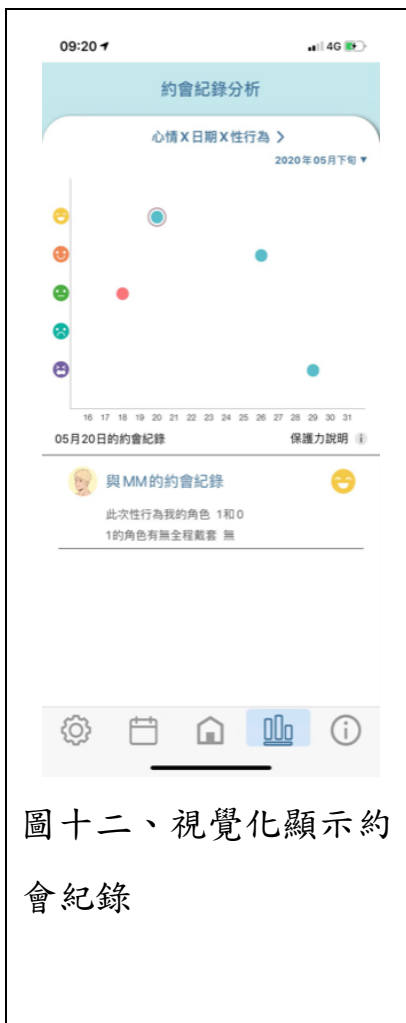 09:20 4G
約會紀錄分析
心情X日期X性行為 >
2020年05月下旬▼
16 17 18 19 20 21 22 23 24 25 26 27 28 29 30 31
05月20日的約會紀錄 保護力說明 i
與MM的約會紀錄
此次性行為我的角色 1和0
1的角色有無全程戴套 無
圖十二、視覺化顯示約
會紀錄